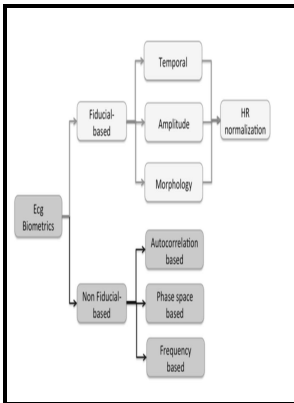 Temporal
Fiducial-
based
Amplitude
HR
normalization
Morphology
Ecg
Biometrics
Autocorrelation
based
Non Fiducial-
based
Phase space
based
Frequency
based